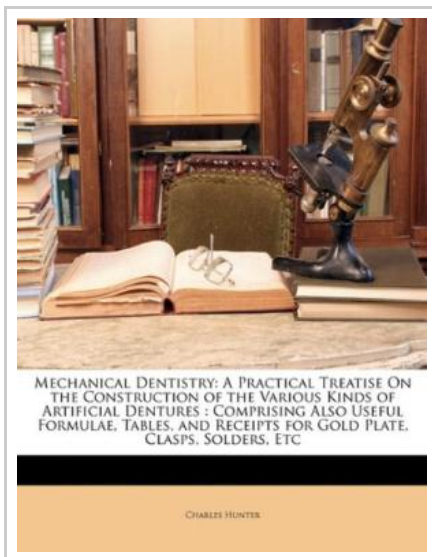 MECHANICAL DENTISTRY: A PRACTICAL TREATISE ON
THE CONSTRUCTION OF THE VARIOUS KINDS OF
ARTIFICIAL DENTURES : COMPRISING ALSO USEFUL
FORMULAE, TABLES, AND RECEIPTS FOR GOLD PLATE,
CLASPS, SOLDERS, ETC
CHARLES HUNTER